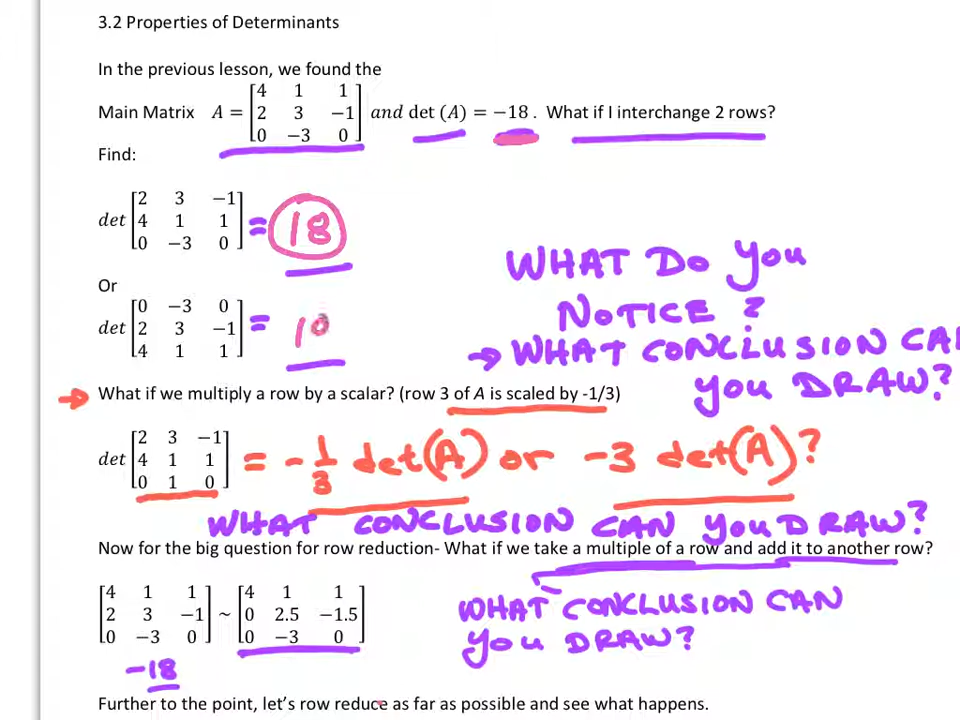 3.2 Properties of Determinants
In the previous lesson, we found the
Main Matrix A = [4 1 1; 2 3 −1; 0 −3 0] and det (A) = −18 . What if I interchange 2 rows?
Find:
det [2 3 −1; 4 1 1; 0 −3 0] = 18
WHAT DO YOU
Or
NOTICE ?
det [0 −3 0; 2 3 −1; 4 1 1] = 18
→ WHAT CONCLUSION CA
YOU DRAW?
→ What if we multiply a row by a scalar? (row 3 of A is scaled by -1/3)
det [2 3 −1; 4 1 1; 0 1 0] = -1/3 det(A) or -3 det(A)?
WHAT CONCLUSION CAN YOU DRAW?
Now for the big question for row reduction- What if we take a multiple of a row and add it to another row?
[4 1 1; 2 3 −1; 0 −3 0] ~ [4 1 1; 0 2.5 −1.5; 0 −3 0]
WHAT CONCLUSION CAN
YOU DRAW?
-18
Further to the point, let’s row reduce as far as possible and see what happens.